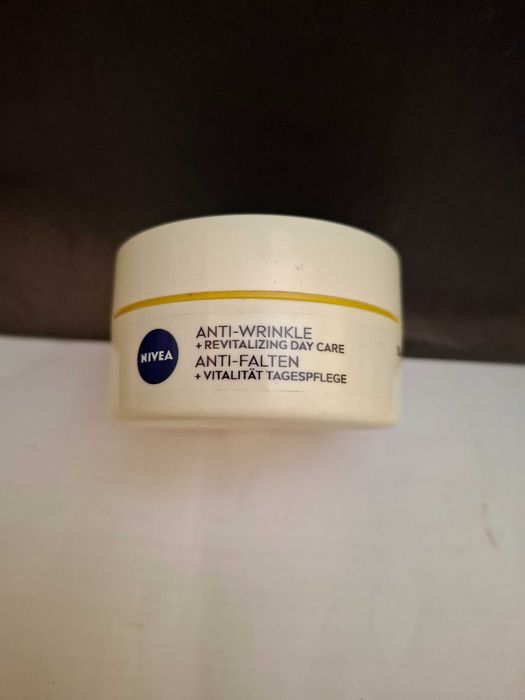 NIVEA
ANTI-WRINKLE
+ REVITALIZING DAY CARE
ANTI-FALTEN
+ VITALITÄT TAGESPFLEGE